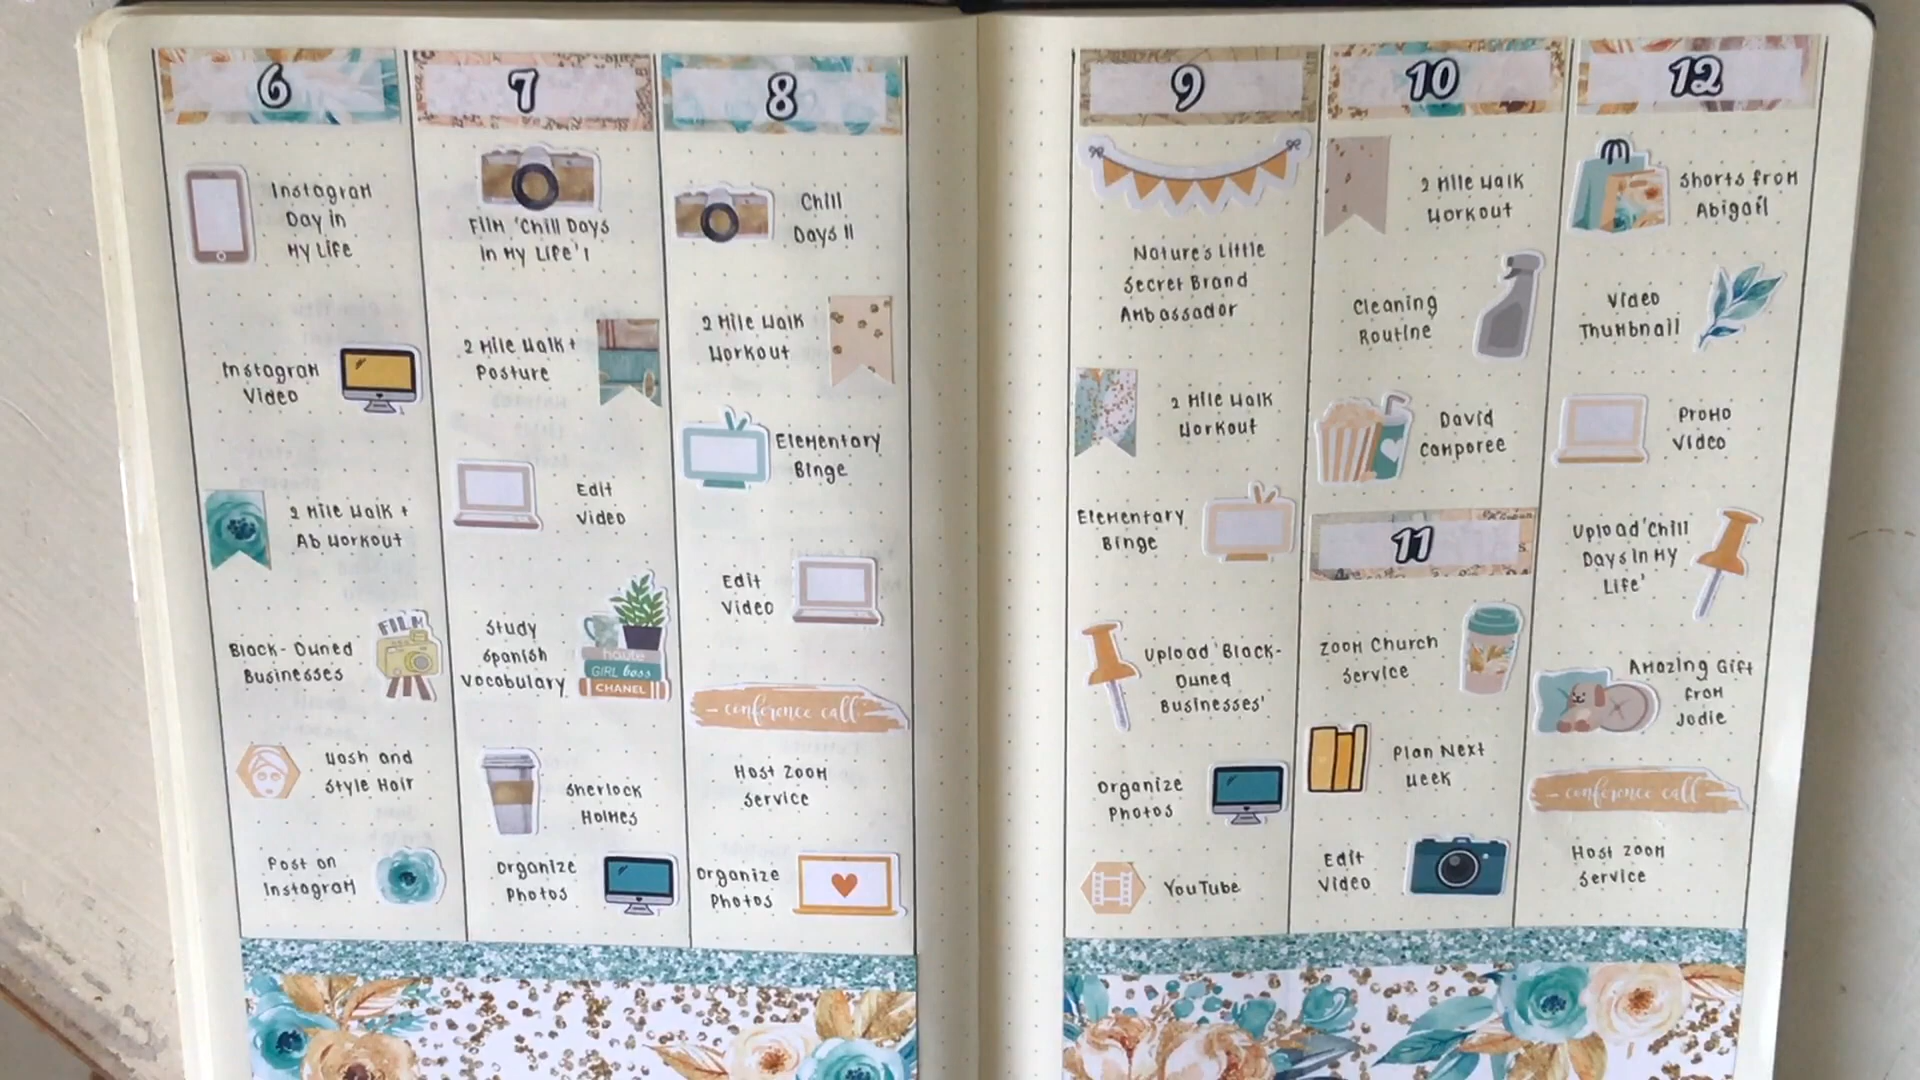 6
Instagram
Day in
My Life
Instagram
Video
2 Mile Walk +
Ab Workout
FILM
Black-Owned
Businesses
Wash and
Style Hair
Post on
Instagram
7
Film 'Chill Days
in My Life' 1
2 Mile Walk +
Posture
Edit
Video
Study
Spanish
Vocabulary
haute
GIRL boss
CHANEL
Sherlock
Holmes
Organize
Photos
8
Chill
Days 11
2 Mile Walk
Workout
Elementary
Binge
Edit
Video
conference call
Host Zoom
Service
Organize
Photos
9
Nature's Little
Secret Brand
Ambassador
2 Mile Walk
Workout
Elementary
Binge
Upload 'Black-
Owned
Businesses'
Organize
Photos
YouTube
10
2 Mile Walk
Workout
Cleaning
Routine
David
Camporee
11
Zoom Church
Service
Plan Next
Week
Edit
Video
12
Shorts from
Abigail
Video
Thumbnail
Promo
Video
Upload 'Chill
Days in My
Life'
Amazing Gift
from
Jodie
conference call
Host Zoom
Service